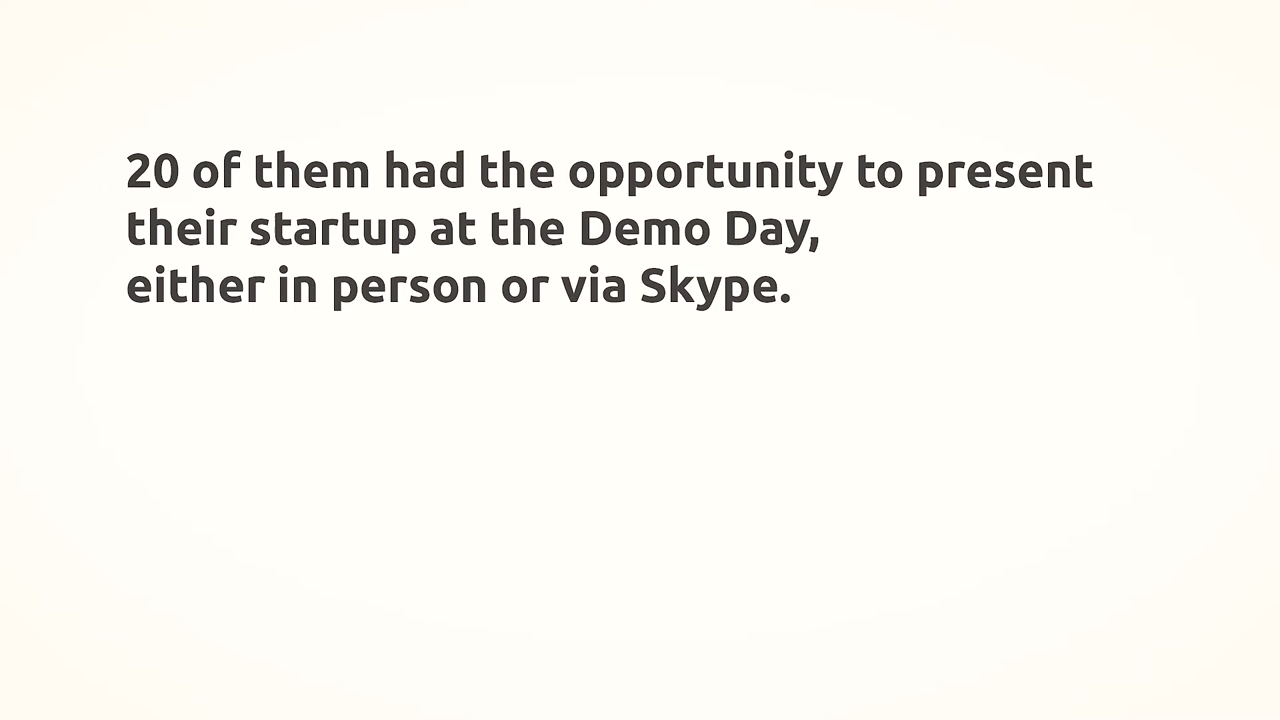 20 of them had the opportunity to present
their startup at the Demo Day,
either in person or via Skype.